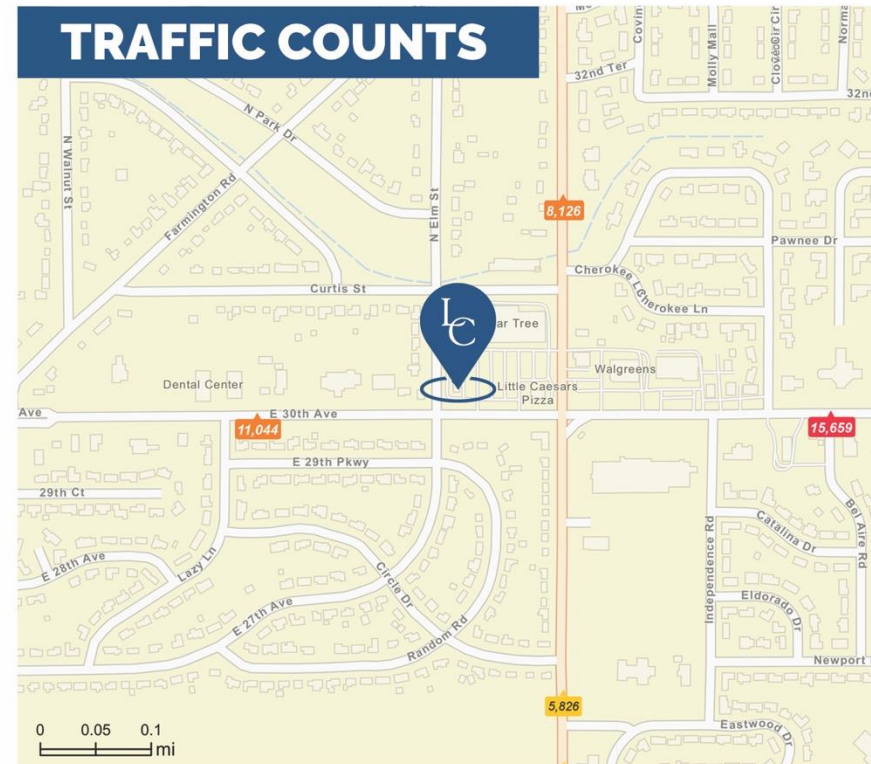 TRAFFIC COUNTS
32nd Ter
Molly Mall
32nd
N Park Dr
N Walnut St
Farmington Rd
N Elm St
8,126
Pawnee Dr
Cherokee Ln
Cherokee Ln
Curtis St
LC
ar Tree
Walgreens
Dental Center
Little Caesars
Pizza
Ave
E 30th Ave
11,044
15,659
E 29th Pkwy
29th Ct
Bel Aire Rd
Catalina Dr
E 28th Ave
Lazy Ln
Circle Dr
Independence Rd
Eldorado Dr
E 27th Ave
Random Rd
Newport
5,826
Eastwood Dr
0 0.05 0.1
mi